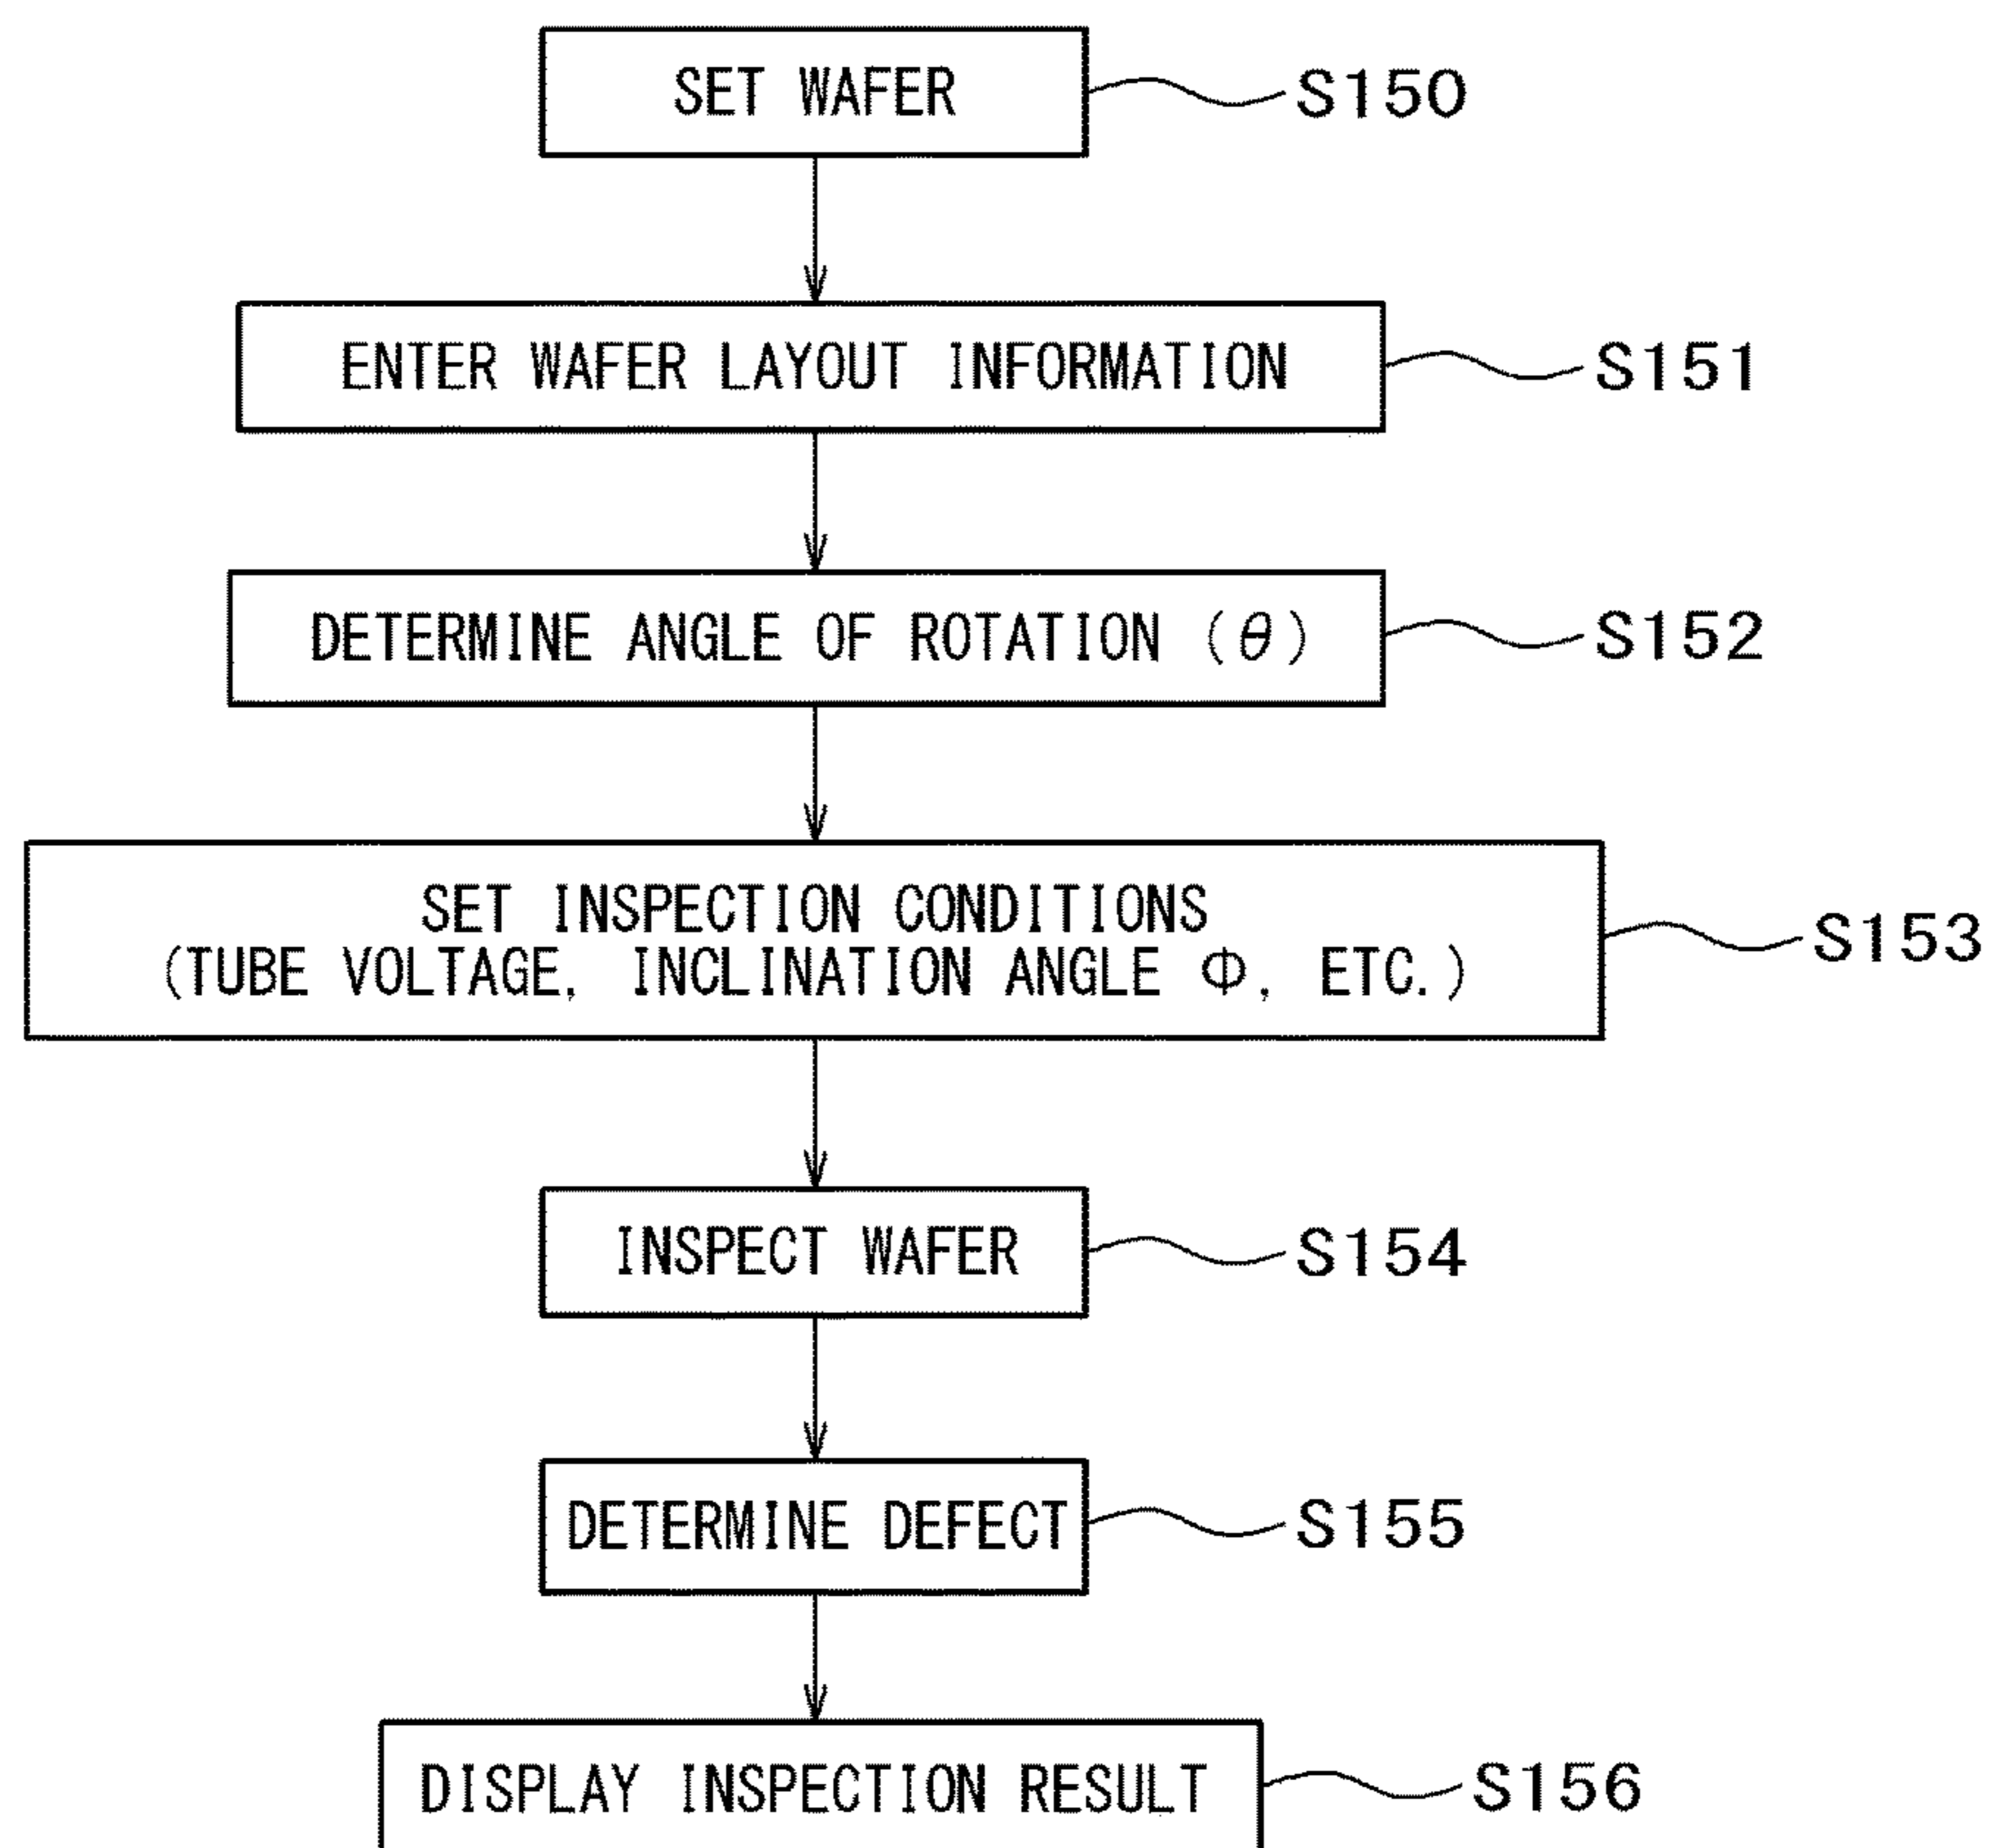 SET WAFER
S150
ENTER WAFER LAYOUT INFORMATION
S151
DETERMINE ANGLE OF ROTATION (θ)
S152
SET INSPECTION CONDITIONS
(TUBE VOLTAGE, INCLINATION ANGLE Φ, ETC.)
S153
INSPECT WAFER
S154
DETERMINE DEFECT
S155
DISPLAY INSPECTION RESULT
S156